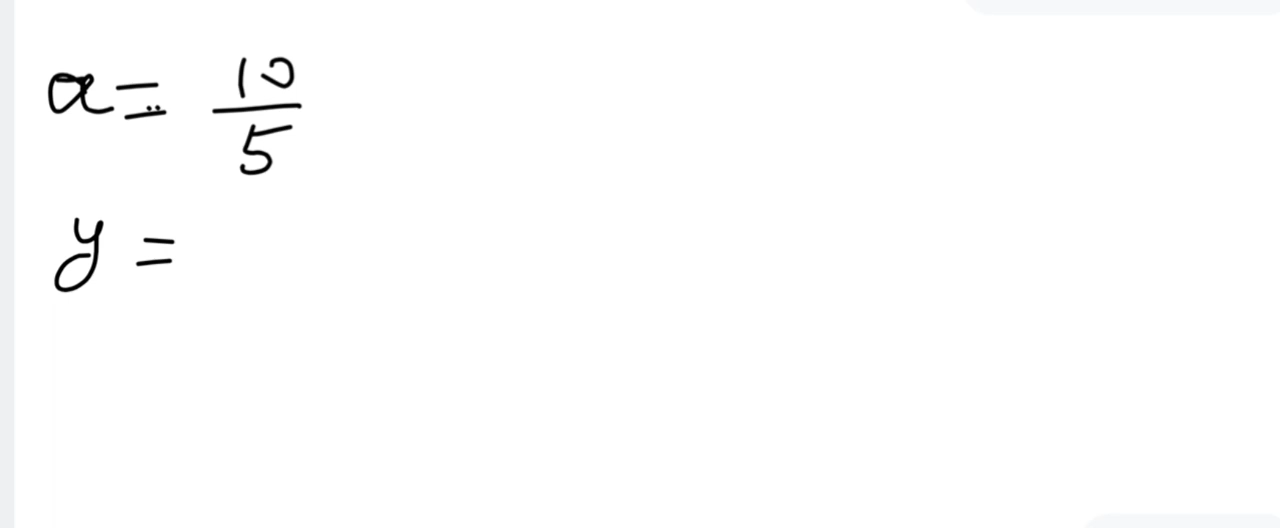 a = 10/5
y =